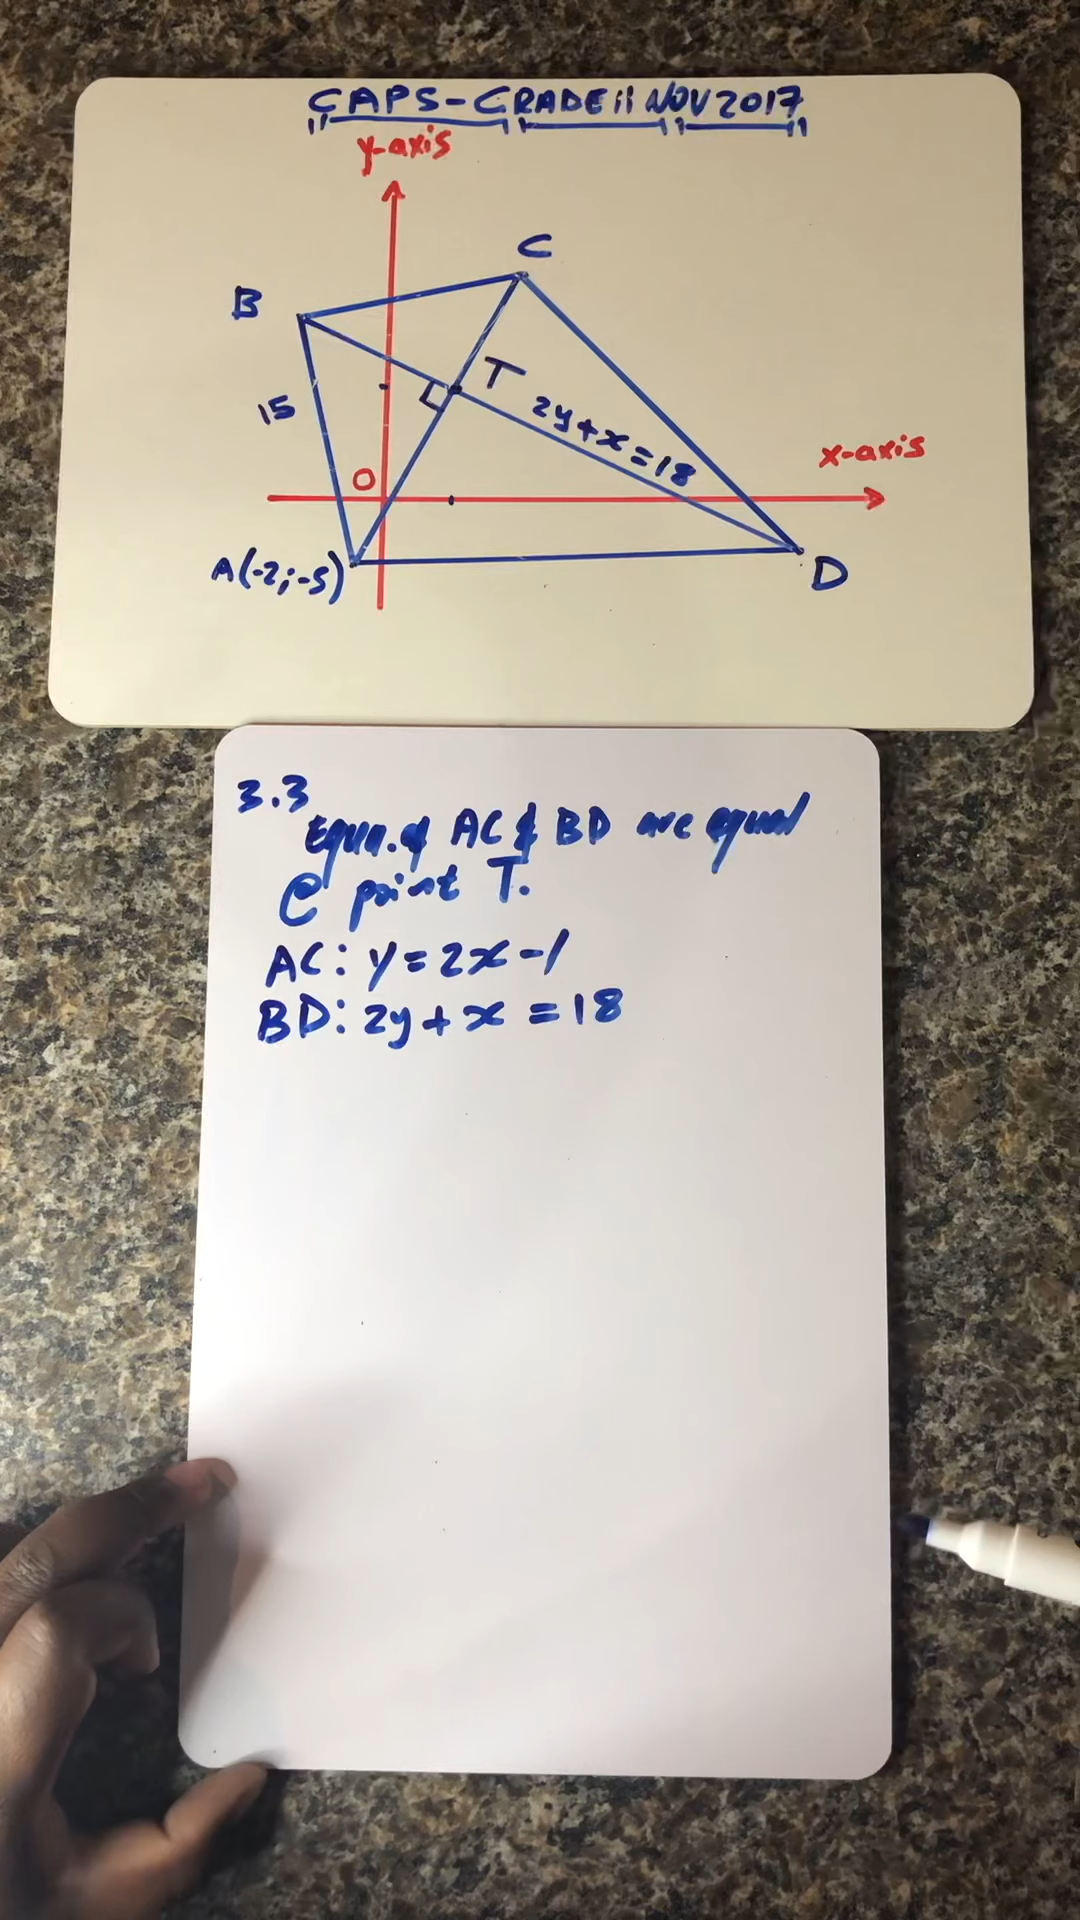 CAPS-GRADE 11 NOV 2017
y-axis
C
B
T
15
2y+x=18
x-axis
O
A(-2;-5)
D
3.3
Equa. of AC & BD are equal
@ point T.
AC: y=2x-1
BD: 2y+x=18